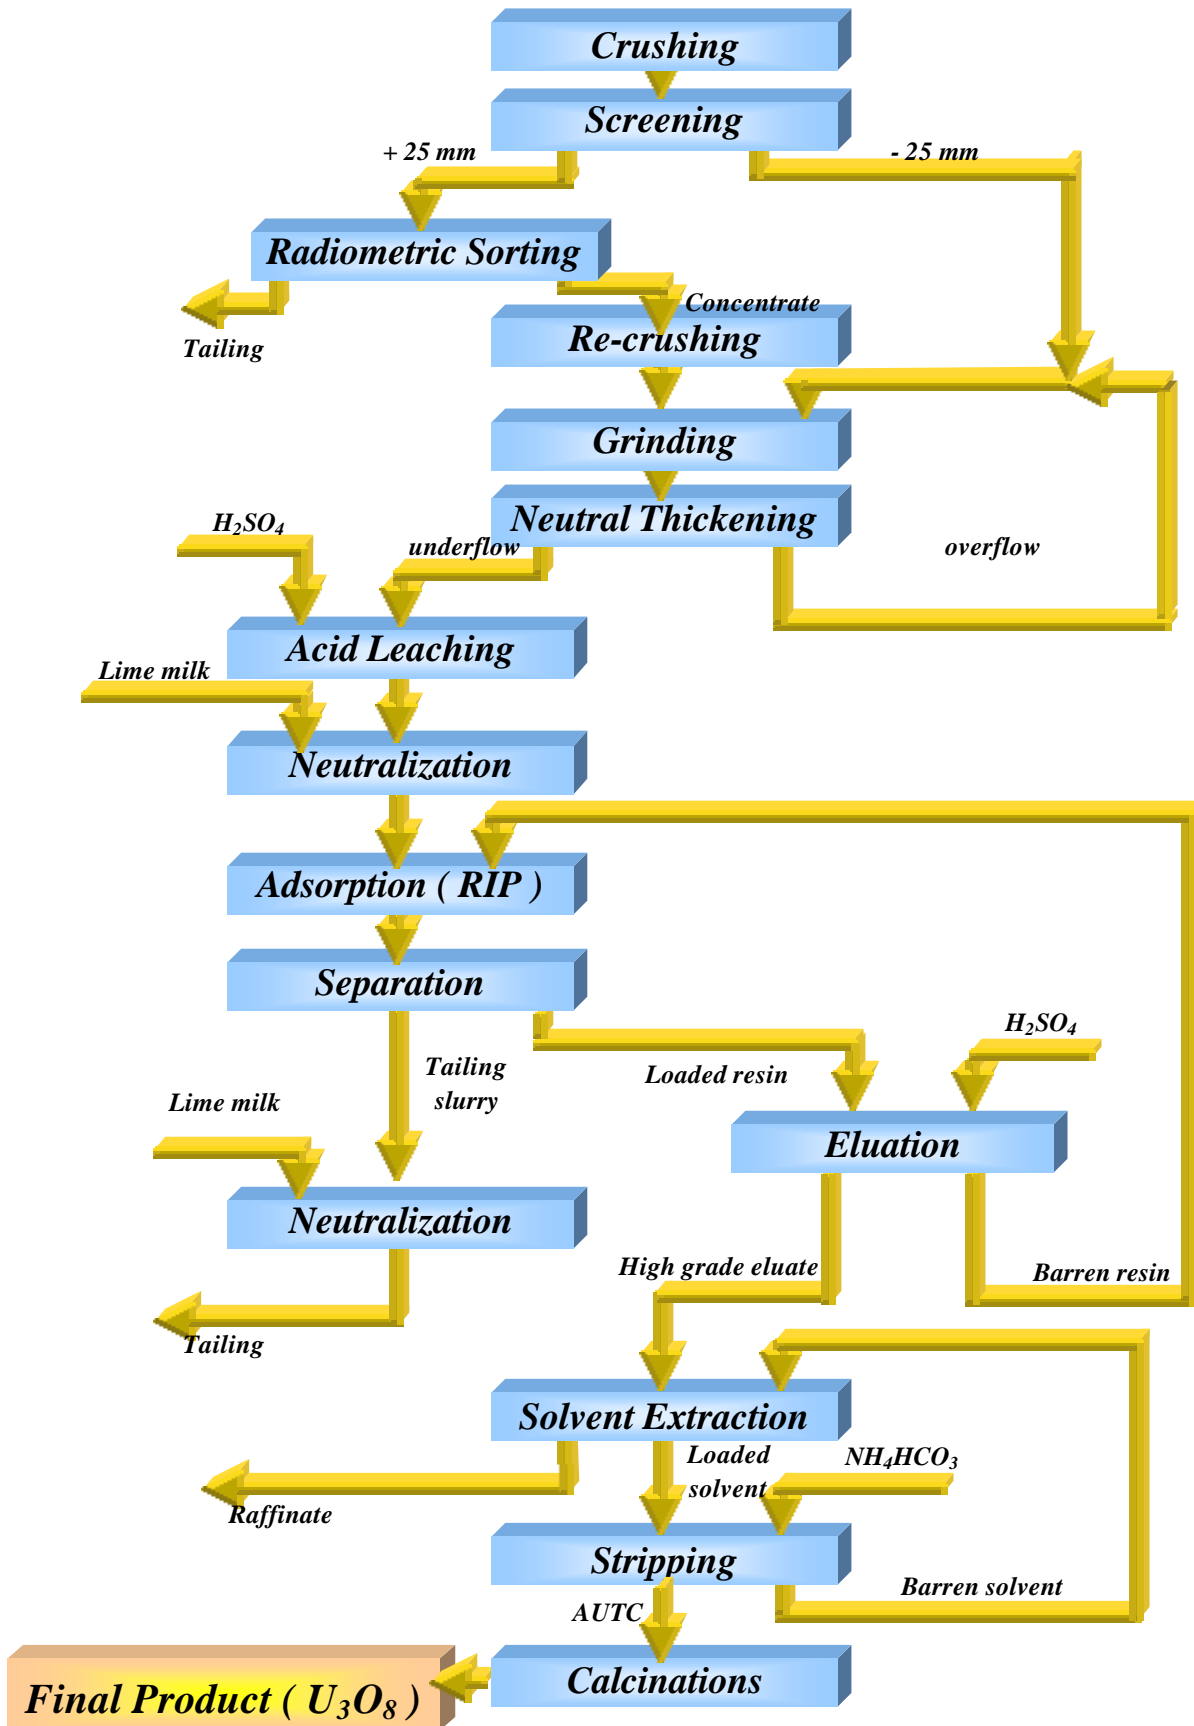 Crushing
Screening
+ 25 mm
- 25 mm
Radiometric Sorting
Concentrate
Tailing
Re-crushing
Grinding
Neutral Thickening
H₂SO₄
underflow
overflow
Acid Leaching
Lime milk
Neutralization
Adsorption ( RIP )
Separation
H₂SO₄
Tailing
slurry
Loaded resin
Lime milk
Eluation
Neutralization
High grade eluate
Barren resin
Tailing
Solvent Extraction
Loaded
solvent
NH₄HCO₃
Raffinate
Stripping
Barren solvent
AUTC
Calcinations
Final Product ( U₃O₈ )